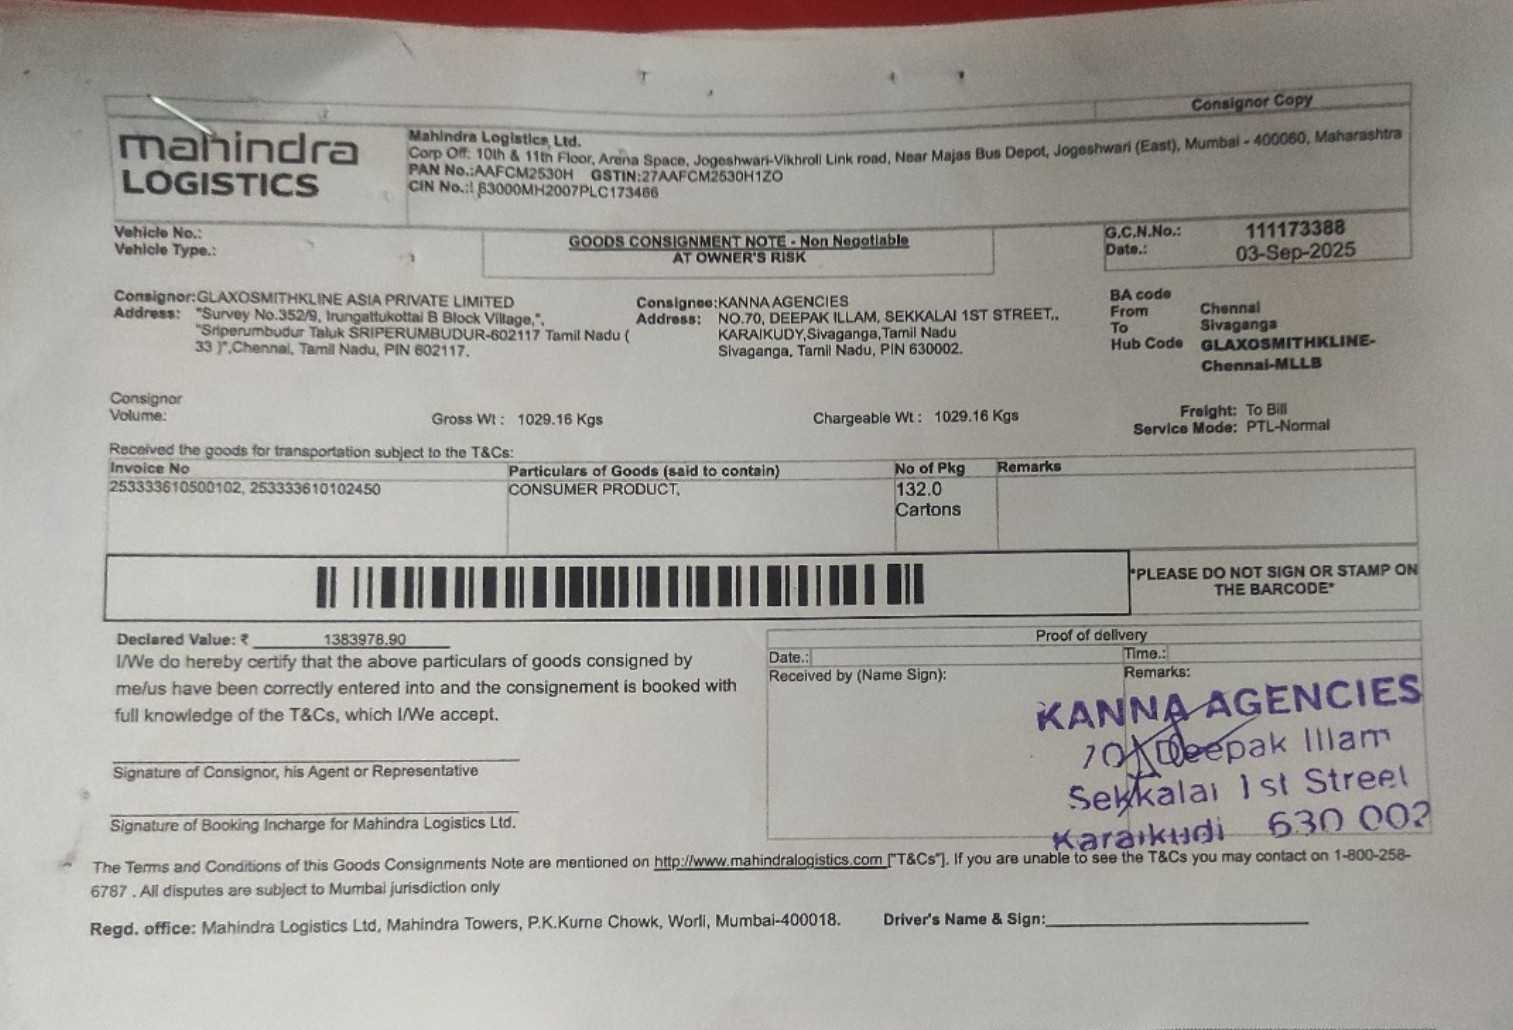 Consignor Copy
mahindra
LOGISTICS
Mahindra Logistics Ltd.
Corp Off: 10th & 11th Floor, Arena Space, Jogeshwari-Vikhroli Link road, Near Majas Bus Depot, Jogeshwari (East), Mumbai - 400060, Maharashtra
PAN No.:AAFCM2530H GSTIN:27AAFCM2530H1ZO
CIN No.: 63000MH2007PLC173466
Vehicle No.:
Vehicle Type.:
GOODS CONSIGNMENT NOTE - Non Negotiable
AT OWNER'S RISK
G.C.N.No.: 111173388
Date.: 03-Sep-2025
Consignor:GLAXOSMITHKLINE ASIA PRIVATE LIMITED
Address: "Survey No.352/9, Irungattukottai B Block Village,",
"Sriperumbudur Taluk SRIPERUMBUDUR-602117 Tamil Nadu (
33 )",Chennai, Tamil Nadu, PIN 602117.
Consignee:KANNA AGENCIES
Address: NO.70, DEEPAK ILLAM, SEKKALAI 1ST STREET,,
KARAIKUDY,Sivaganga,Tamil Nadu
Sivaganga, Tamil Nadu, PIN 630002.
BA code
From Chennai
To Sivaganga
Hub Code GLAXOSMITHKLINE-
Chennai-MLLB
Consignor
Volume:
Gross Wt : 1029.16 Kgs
Chargeable Wt : 1029.16 Kgs
Freight: To Bill
Service Mode: PTL-Normal
Received the goods for transportation subject to the T&Cs:
Invoice No Particulars of Goods (said to contain) No of Pkg Remarks
253333610500102, 253333610102450 CONSUMER PRODUCT, 132.0
Cartons
*PLEASE DO NOT SIGN OR STAMP ON
THE BARCODE*
Declared Value: ₹ 1383978.90
I/We do hereby certify that the above particulars of goods consigned by
me/us have been correctly entered into and the consignement is booked with
full knowledge of the T&Cs, which I/We accept.
Signature of Consignor, his Agent or Representative
Signature of Booking Incharge for Mahindra Logistics Ltd.
Proof of delivery
Date.: Time.:
Received by (Name Sign): Remarks:
KANNA AGENCIES
70, Deepak Illam
Sekkalai 1st Street
Karaikudi 630 002
The Terms and Conditions of this Goods Consignments Note are mentioned on http://www.mahindralogistics.com ["T&Cs"]. If you are unable to see the T&Cs you may contact on 1-800-258-
6787 . All disputes are subject to Mumbai jurisdiction only
Regd. office: Mahindra Logistics Ltd, Mahindra Towers, P.K.Kurne Chowk, Worli, Mumbai-400018.
Driver's Name & Sign: